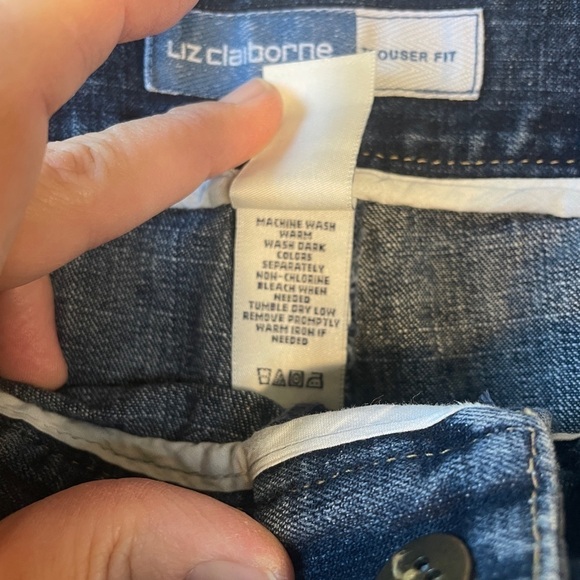 LIZ claiborne
TROUSER FIT
MACHINE WASH
WARM
WASH DARK
COLORS
SEPARATELY
NON-CHLORINE
BLEACH WHEN
NEEDED
TUMBLE DRY LOW
REMOVE PROMPTLY
WARM IRON IF
NEEDED